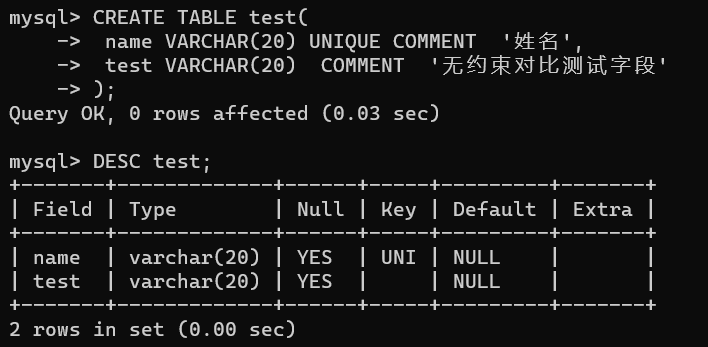 mysql> CREATE TABLE test(
    ->  name VARCHAR(20) UNIQUE COMMENT  '姓名',
    ->  test VARCHAR(20)  COMMENT  '无约束对比测试字段'
    -> );
Query OK, 0 rows affected (0.03 sec)
mysql> DESC test;
+-------+-------------+------+-----+---------+-------+
| Field | Type        | Null | Key | Default | Extra |
+-------+-------------+------+-----+---------+-------+
| name  | varchar(20) | YES  | UNI | NULL    |       |
| test  | varchar(20) | YES  |     | NULL    |       |
+-------+-------------+------+-----+---------+-------+
2 rows in set (0.00 sec)